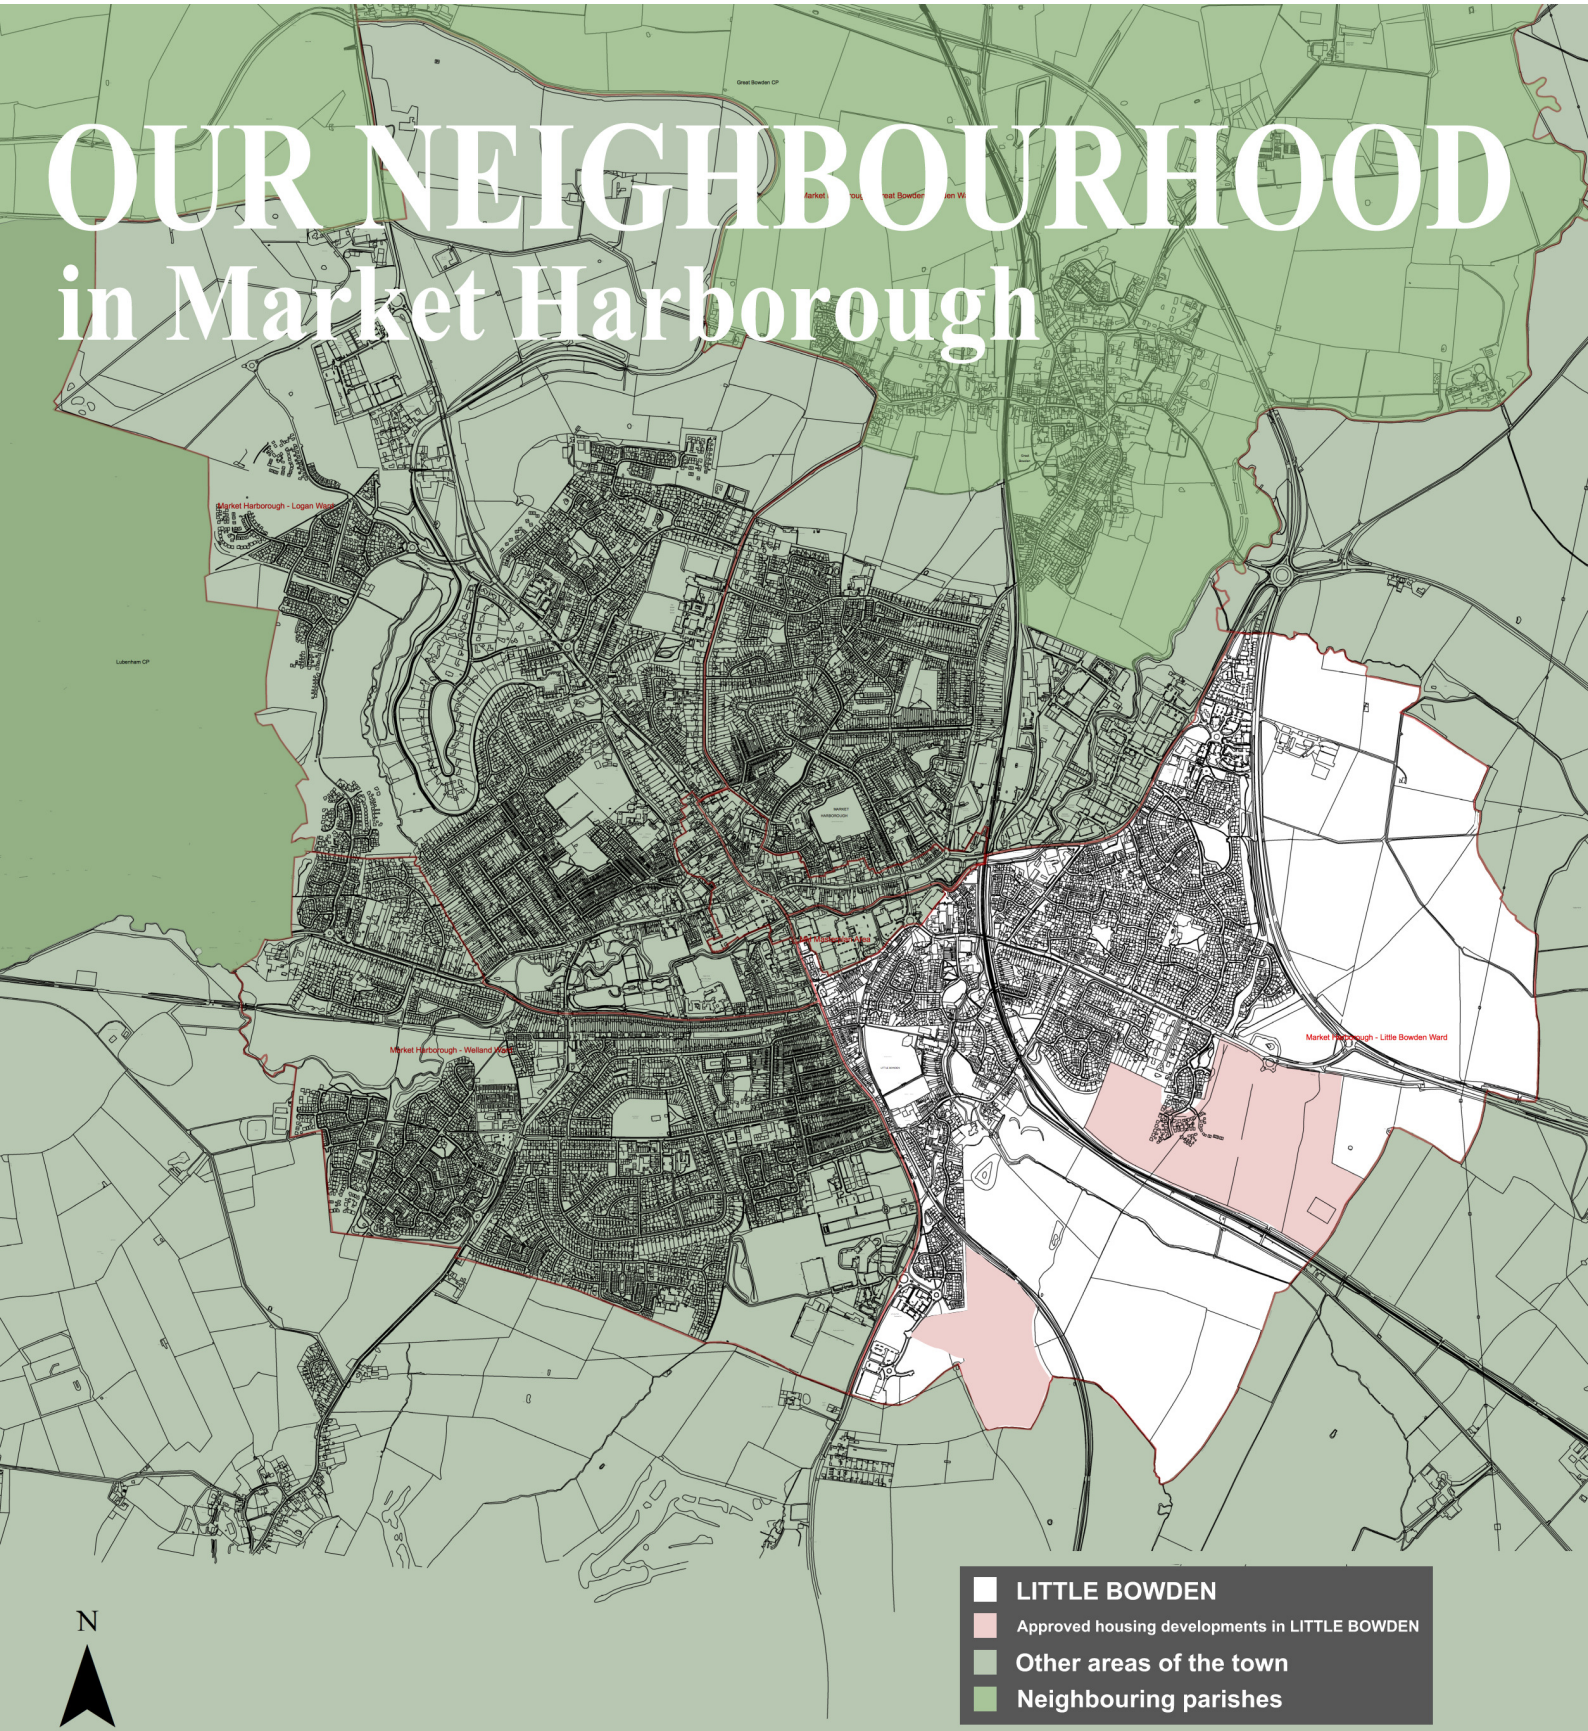 Great Bowden CP
OUR NEIGHBOURHOOD
in Market Harborough
Market Harborough - Logan Ward
Lubenham CP
MARKET
HARBOROUGH
Market Harborough - Welland Ward
Market Harborough - Little Bowden Ward
LITTLE BOWDEN
LITTLE BOWDEN
Approved housing developments in LITTLE BOWDEN
Other areas of the town
Neighbouring parishes
N